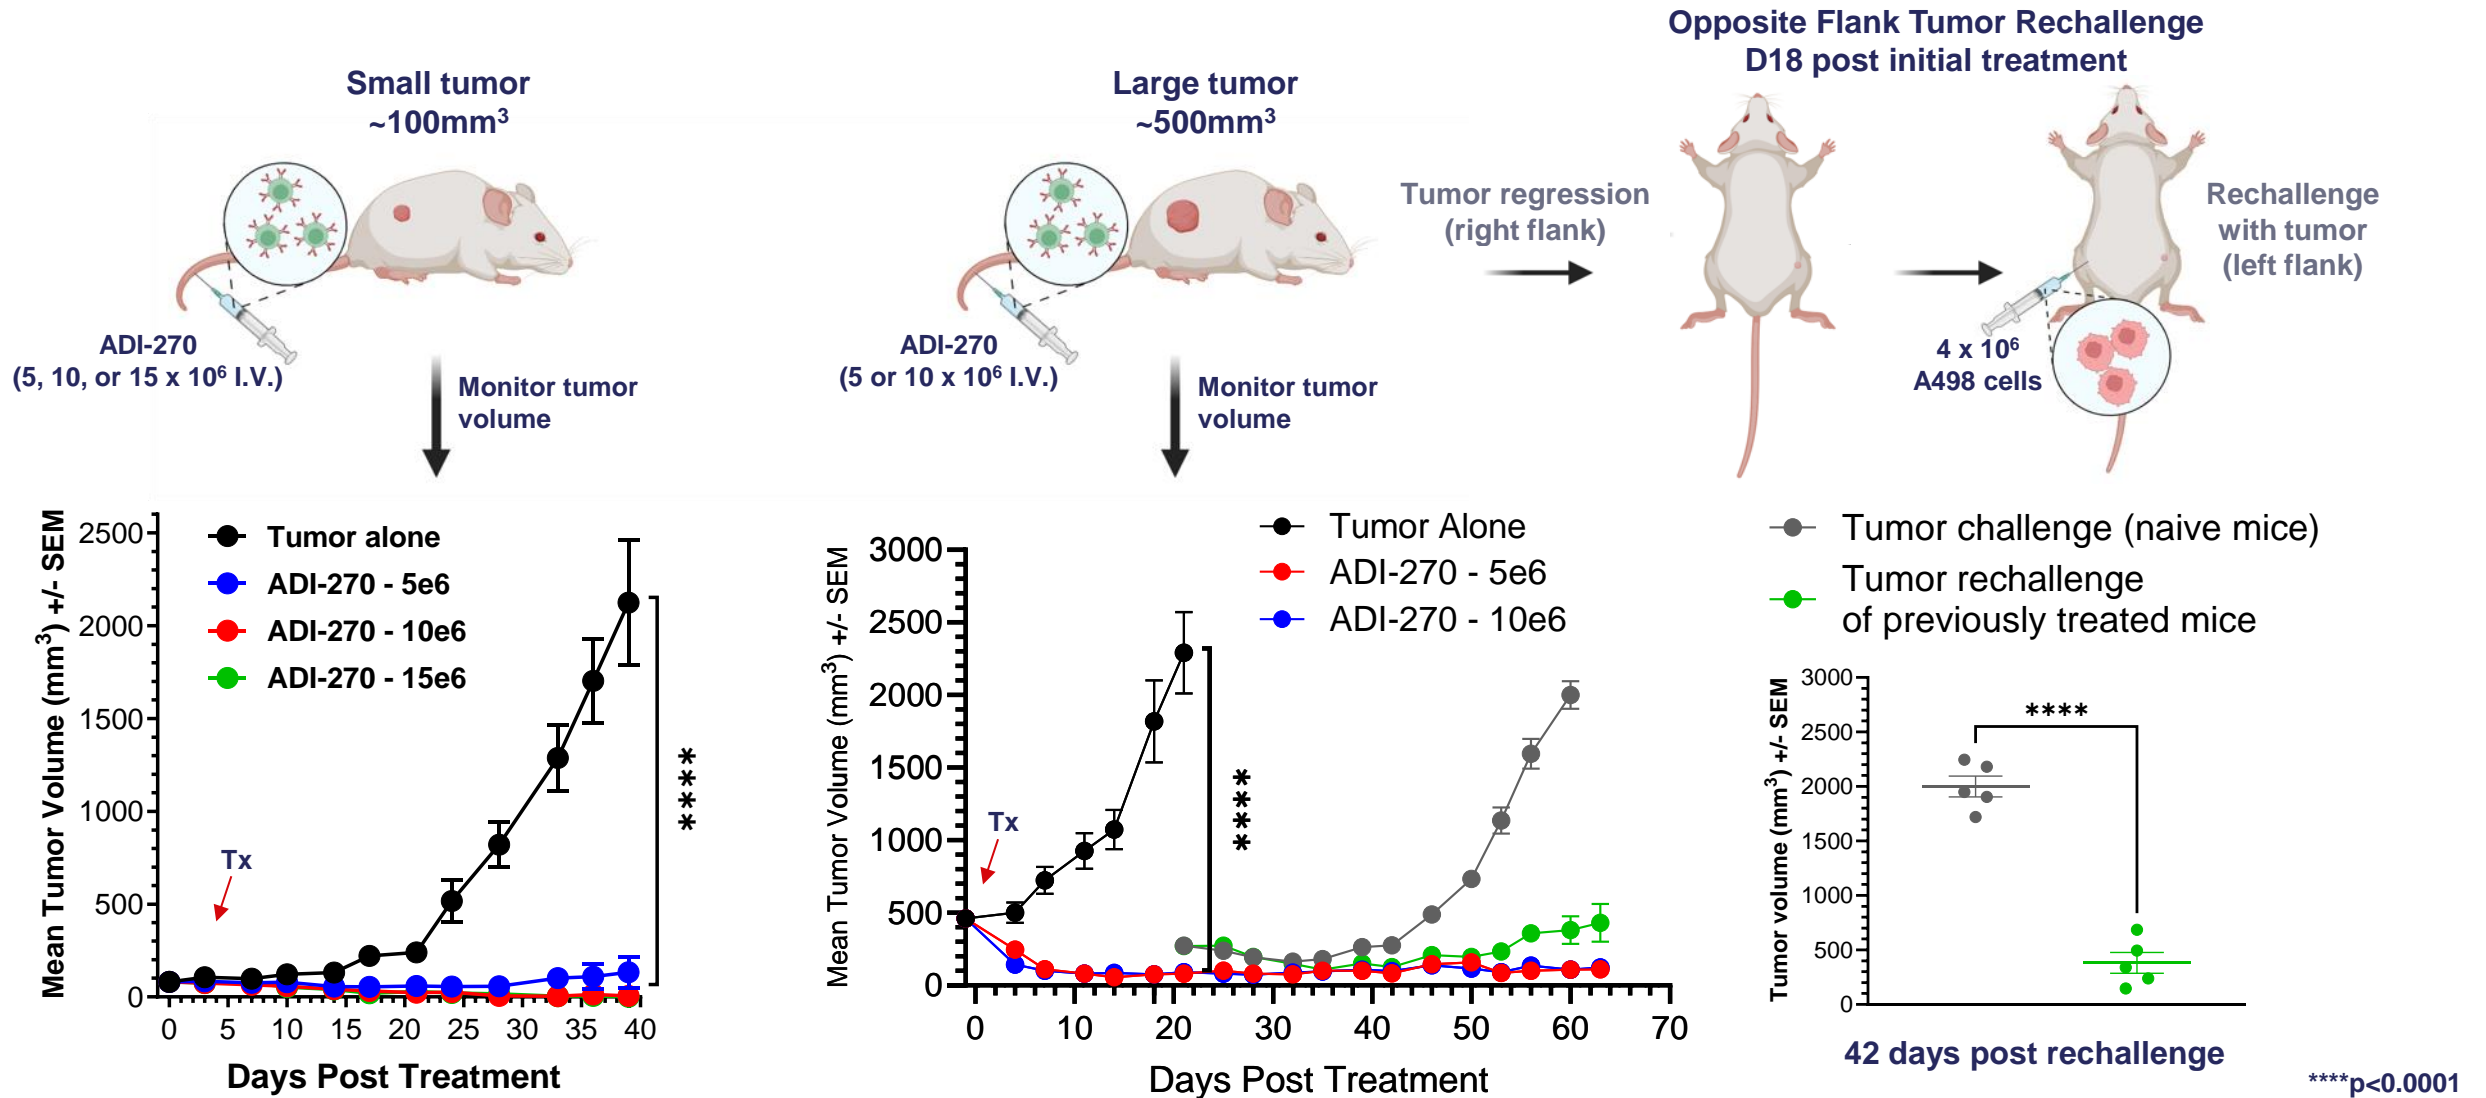 Opposite Flank Tumor Rechallenge
D18 post initial treatment
Small tumor
~100mm³
Large tumor
~500mm³
Tumor regression
(right flank)
Rechallenge
with tumor
(left flank)
ADI-270
(5, 10, or 15 x 10⁶ I.V.)
Monitor tumor
volume
ADI-270
(5 or 10 x 10⁶ I.V.)
Monitor tumor
volume
4 x 10⁶
A498 cells
Mean Tumor Volume (mm³) +/- SEM
2500
2000
1500
1000
500
0
Tumor alone
ADI-270 - 5e6
ADI-270 - 10e6
ADI-270 - 15e6
Tx
****
0 5 10 15 20 25 30 35 40
Days Post Treatment
Mean Tumor Volume (mm³) +/- SEM
3000
2500
2000
1500
1000
500
0
Tumor Alone
ADI-270 - 5e6
ADI-270 - 10e6
Tx
****
0 10 20 30 40 50 60 70
Days Post Treatment
Tumor challenge (naive mice)
Tumor rechallenge
of previously treated mice
Tumor volume (mm³) +/- SEM
3000
2500
2000
1500
1000
500
0
****
42 days post rechallenge
****p<0.0001